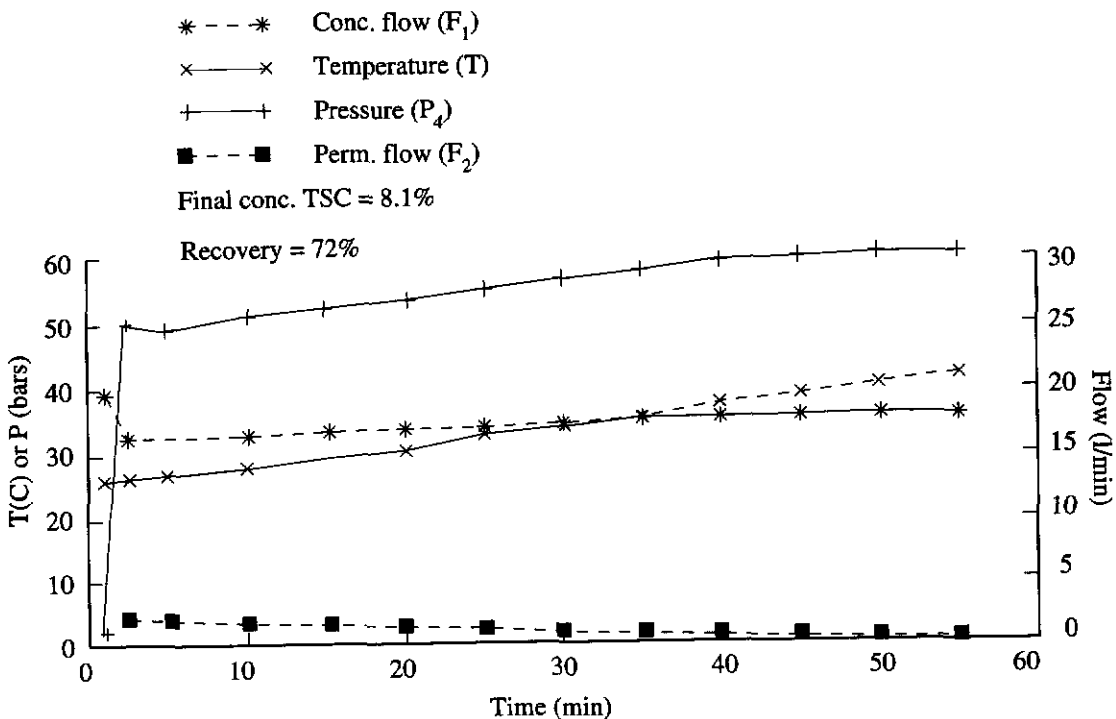 Conc. flow (F1)
Temperature (T)
Pressure (P4)
Perm. flow (F2)
Final conc. TSC = 8.1%
Recovery = 72%
60
50
40
30
20
10
0
T(C) or P (bars)
30
25
20
15
10
5
0
Flow (l/min)
0
10
20
30
40
50
60
Time (min)